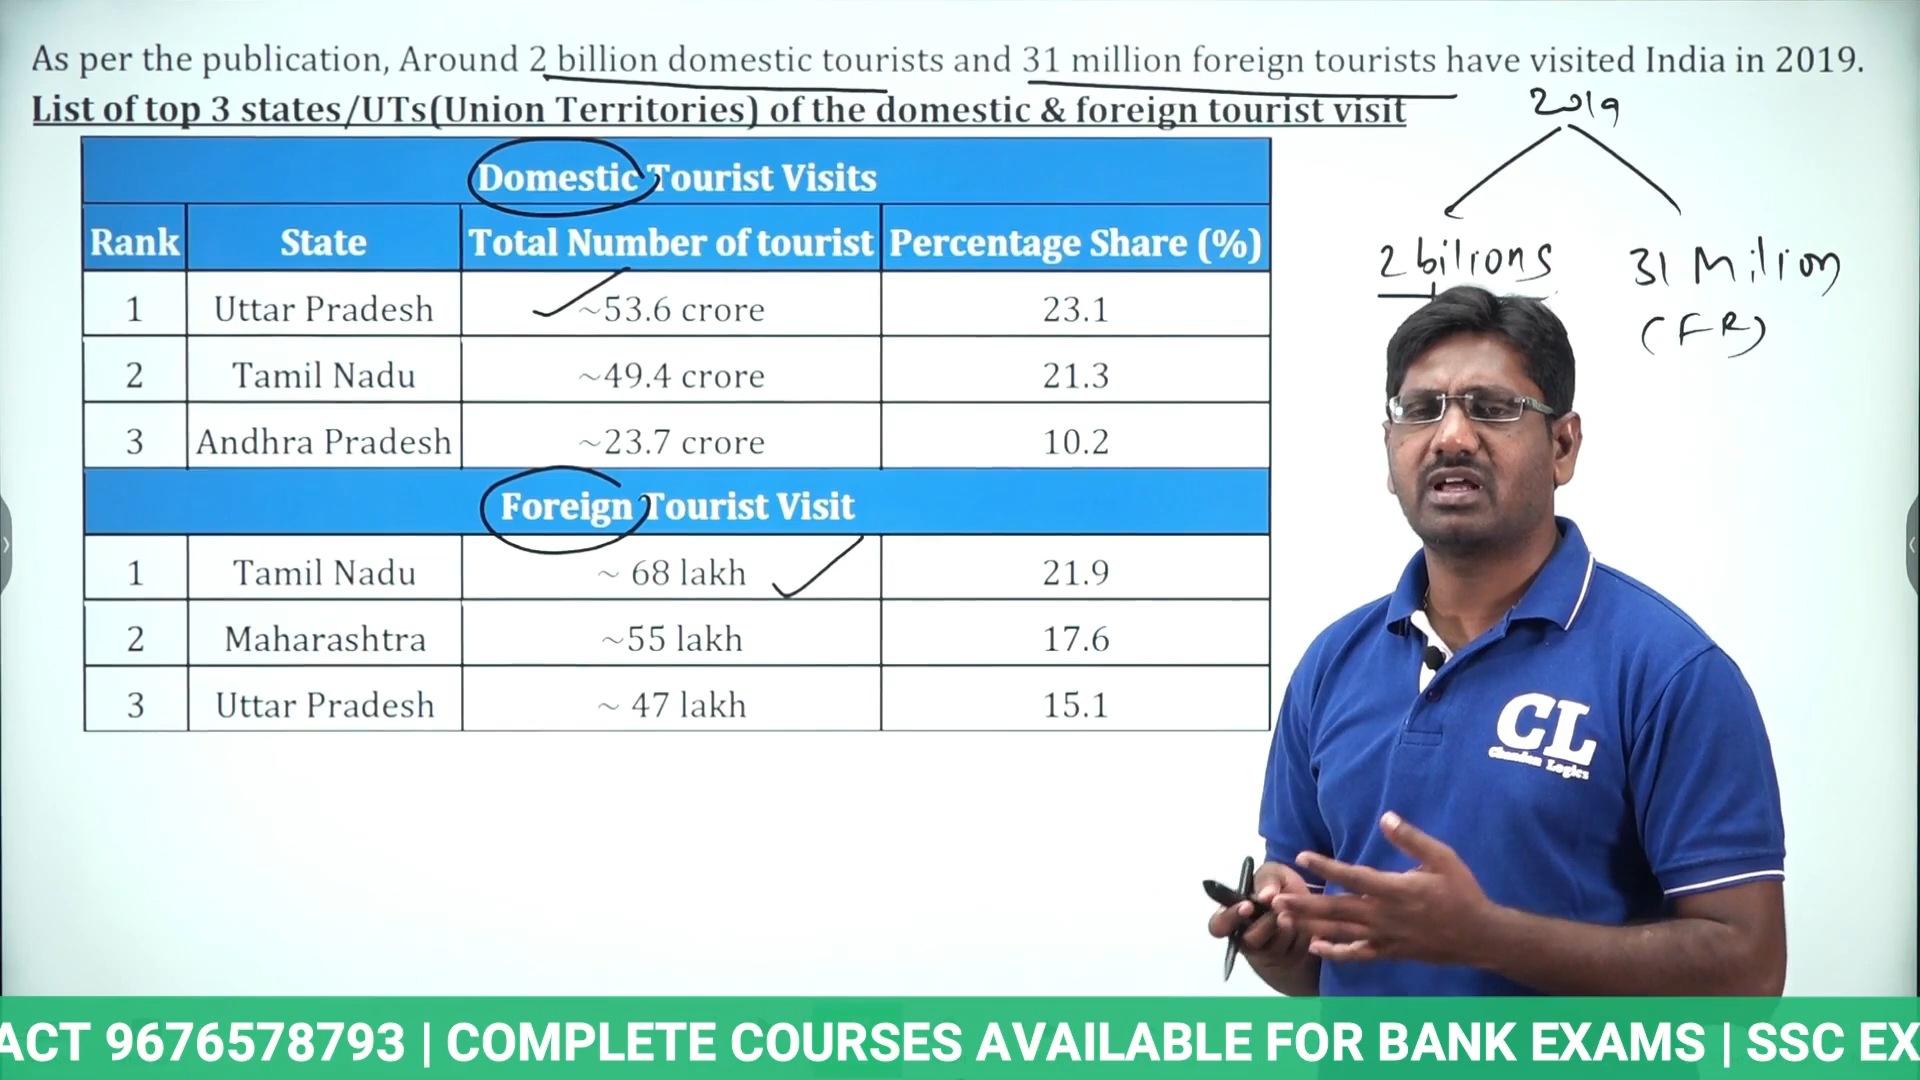 As per the publication, Around 2 billion domestic tourists and 31 million foreign tourists have visited India in 2019.
List of top 3 states/UTs(Union Territories) of the domestic & foreign tourist visit
2019
Domestic Tourist Visits
Rank State Total Number of tourist Percentage Share (%)
2 bilions 31 Milion
1 Uttar Pradesh ~53.6 crore 23.1
(FR)
2 Tamil Nadu ~49.4 crore 21.3
3 Andhra Pradesh ~23.7 crore 10.2
Foreign Tourist Visit
1 Tamil Nadu ~ 68 lakh 21.9
2 Maharashtra ~55 lakh 17.6
3 Uttar Pradesh ~ 47 lakh 15.1
CL
Chandan Logics
ACT 9676578793 | COMPLETE COURSES AVAILABLE FOR BANK EXAMS | SSC EX